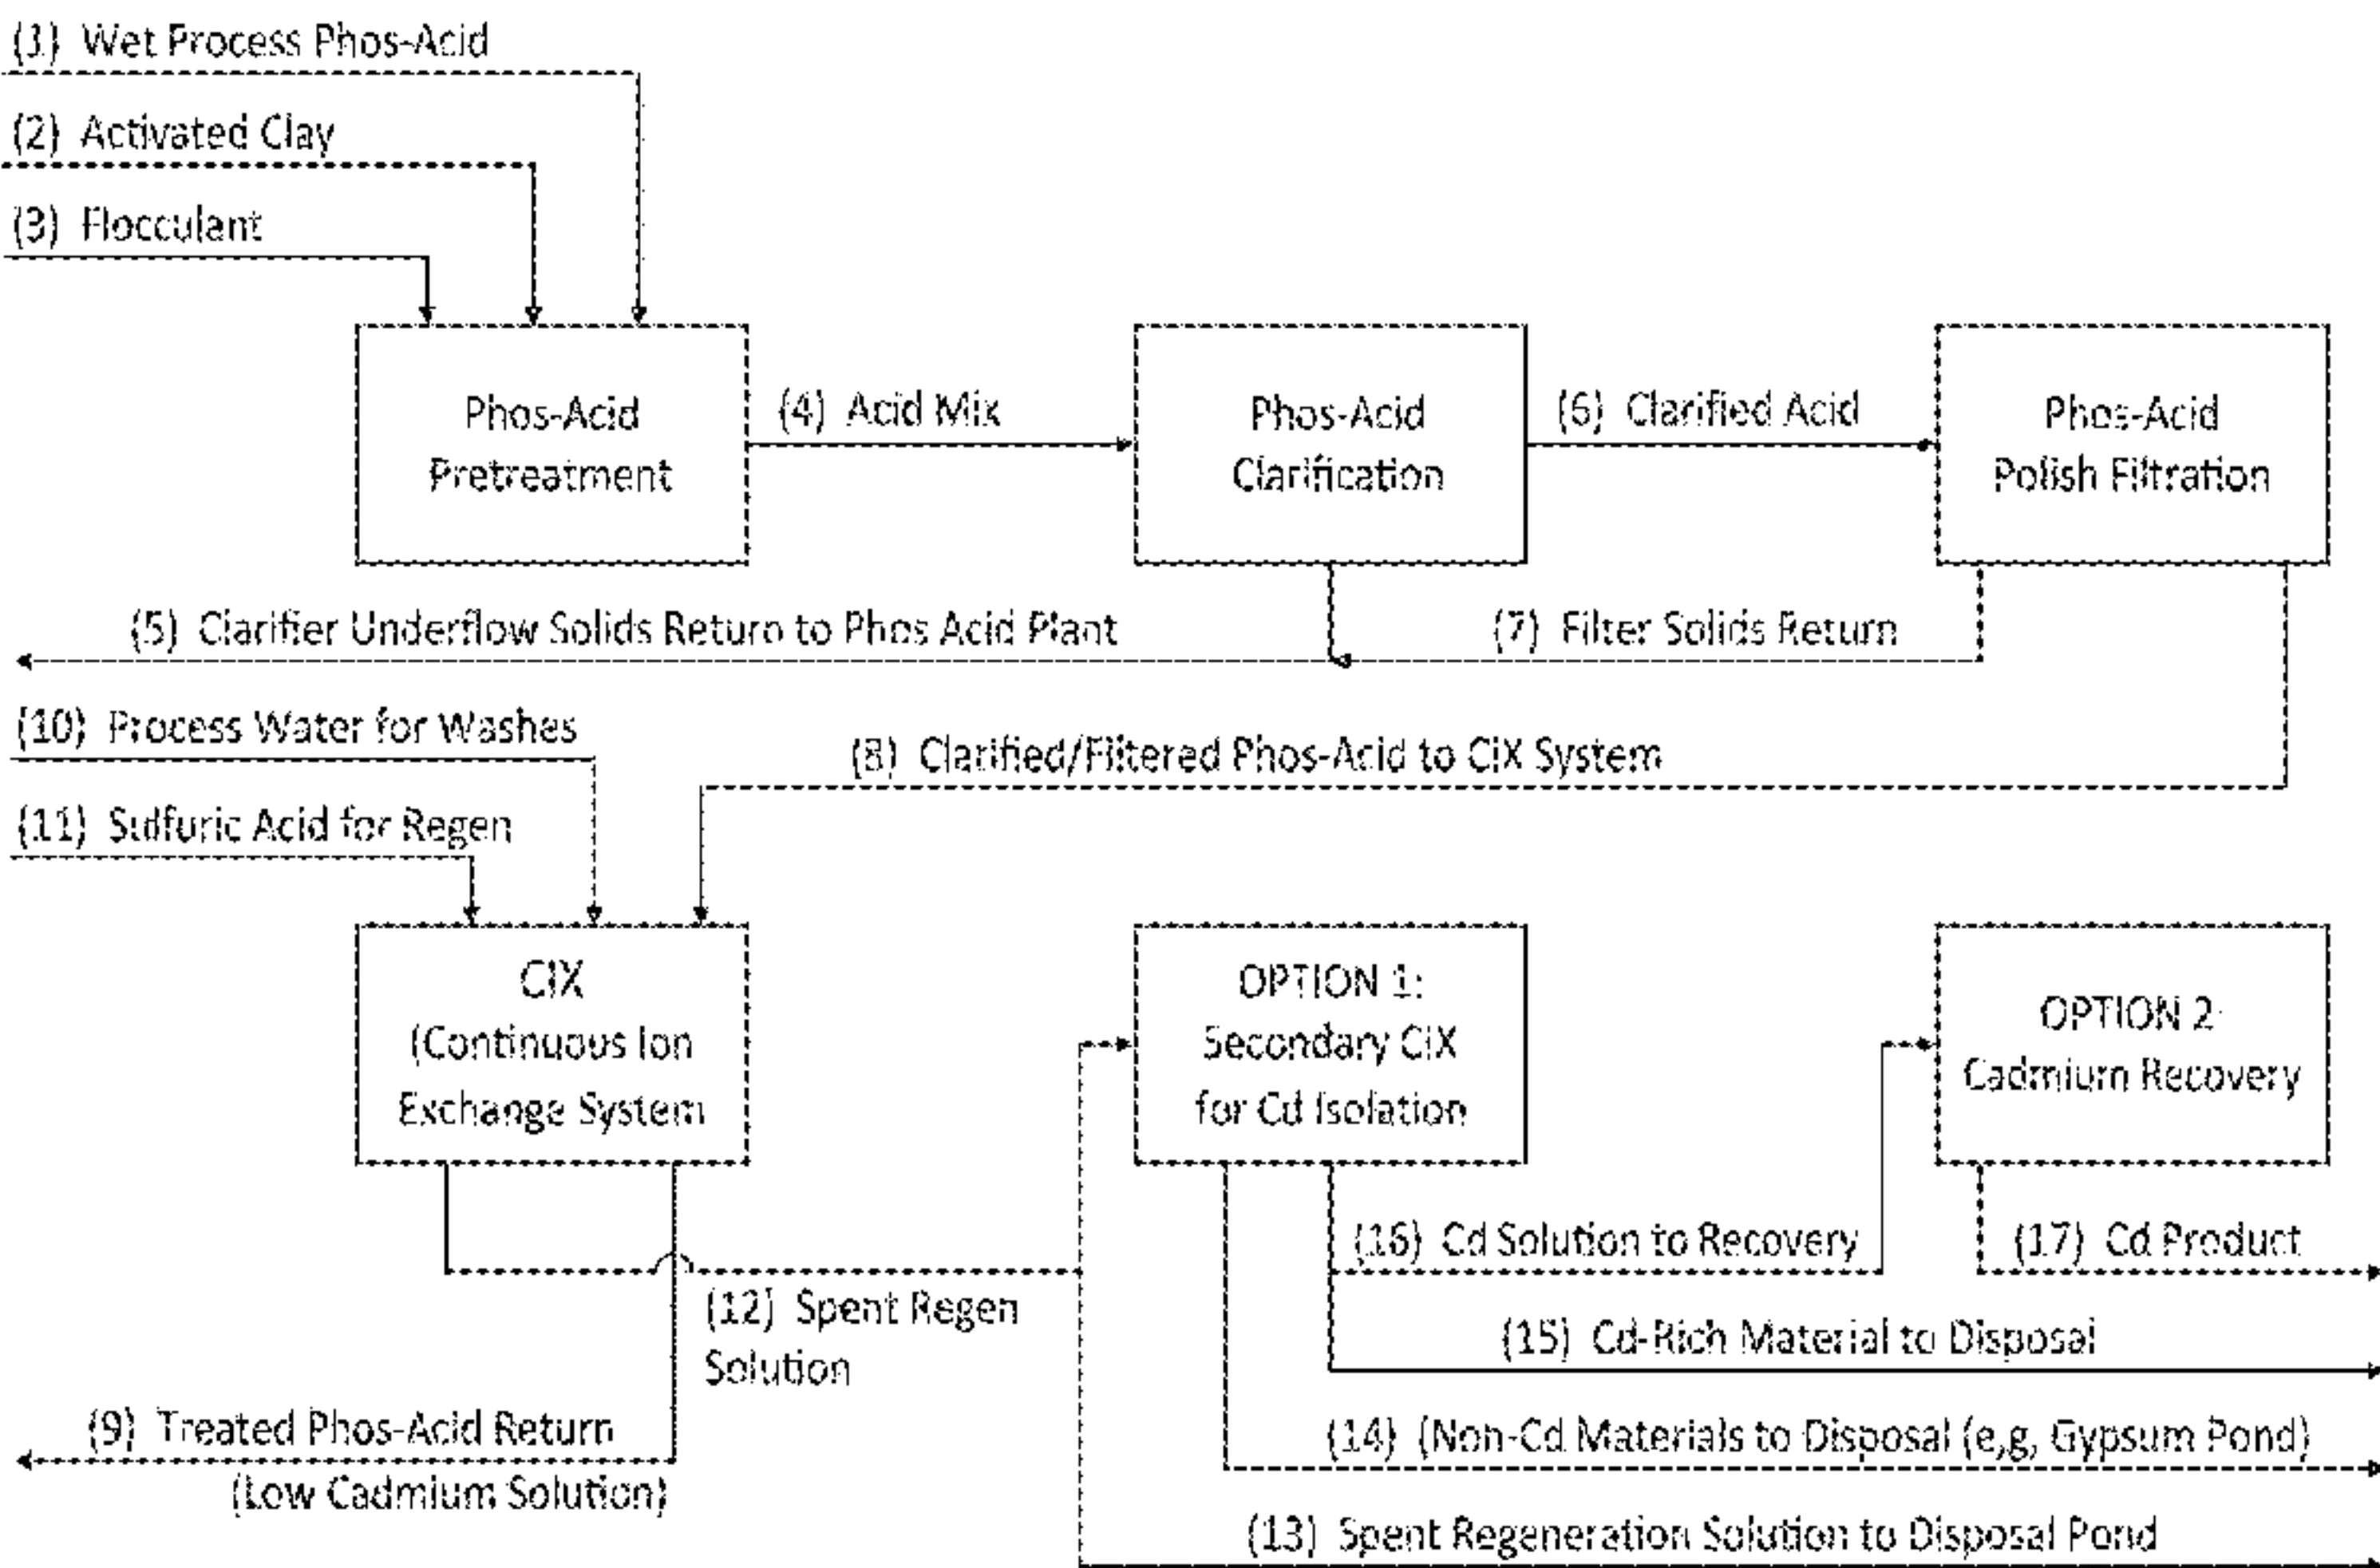 (1) Wet Process Phos-Acid
(2) Activated Clay
(3) Flocculant
Phos-Acid
Pretreatment
(4) Acid Mix
Phos-Acid
Clarification
(6) Clarified Acid
Phos-Acid
Polish Filtration
(5) Clarifier Underflow Solids Return to Phos Acid Plant
(7) Filter Solids Return
(10) Process Water for Washes
(8) Clarified/Filtered Phos-Acid to CIX System
(11) Sulfuric Acid for Regen
CIX
(Continuous Ion
Exchange System
OPTION 1:
Secondary CIX
for Cd Isolation
OPTION 2:
Cadmium Recovery
(16) Cd Solution to Recovery
(17) Cd Product
(12) Spent Regen
Solution
(15) Cd-Rich Material to Disposal
(9) Treated Phos-Acid Return
(Low Cadmium Solution)
(14) (Non-Cd Materials to Disposal (e,g, Gypsum Pond)
(13) Spent Regeneration Solution to Disposal Pond